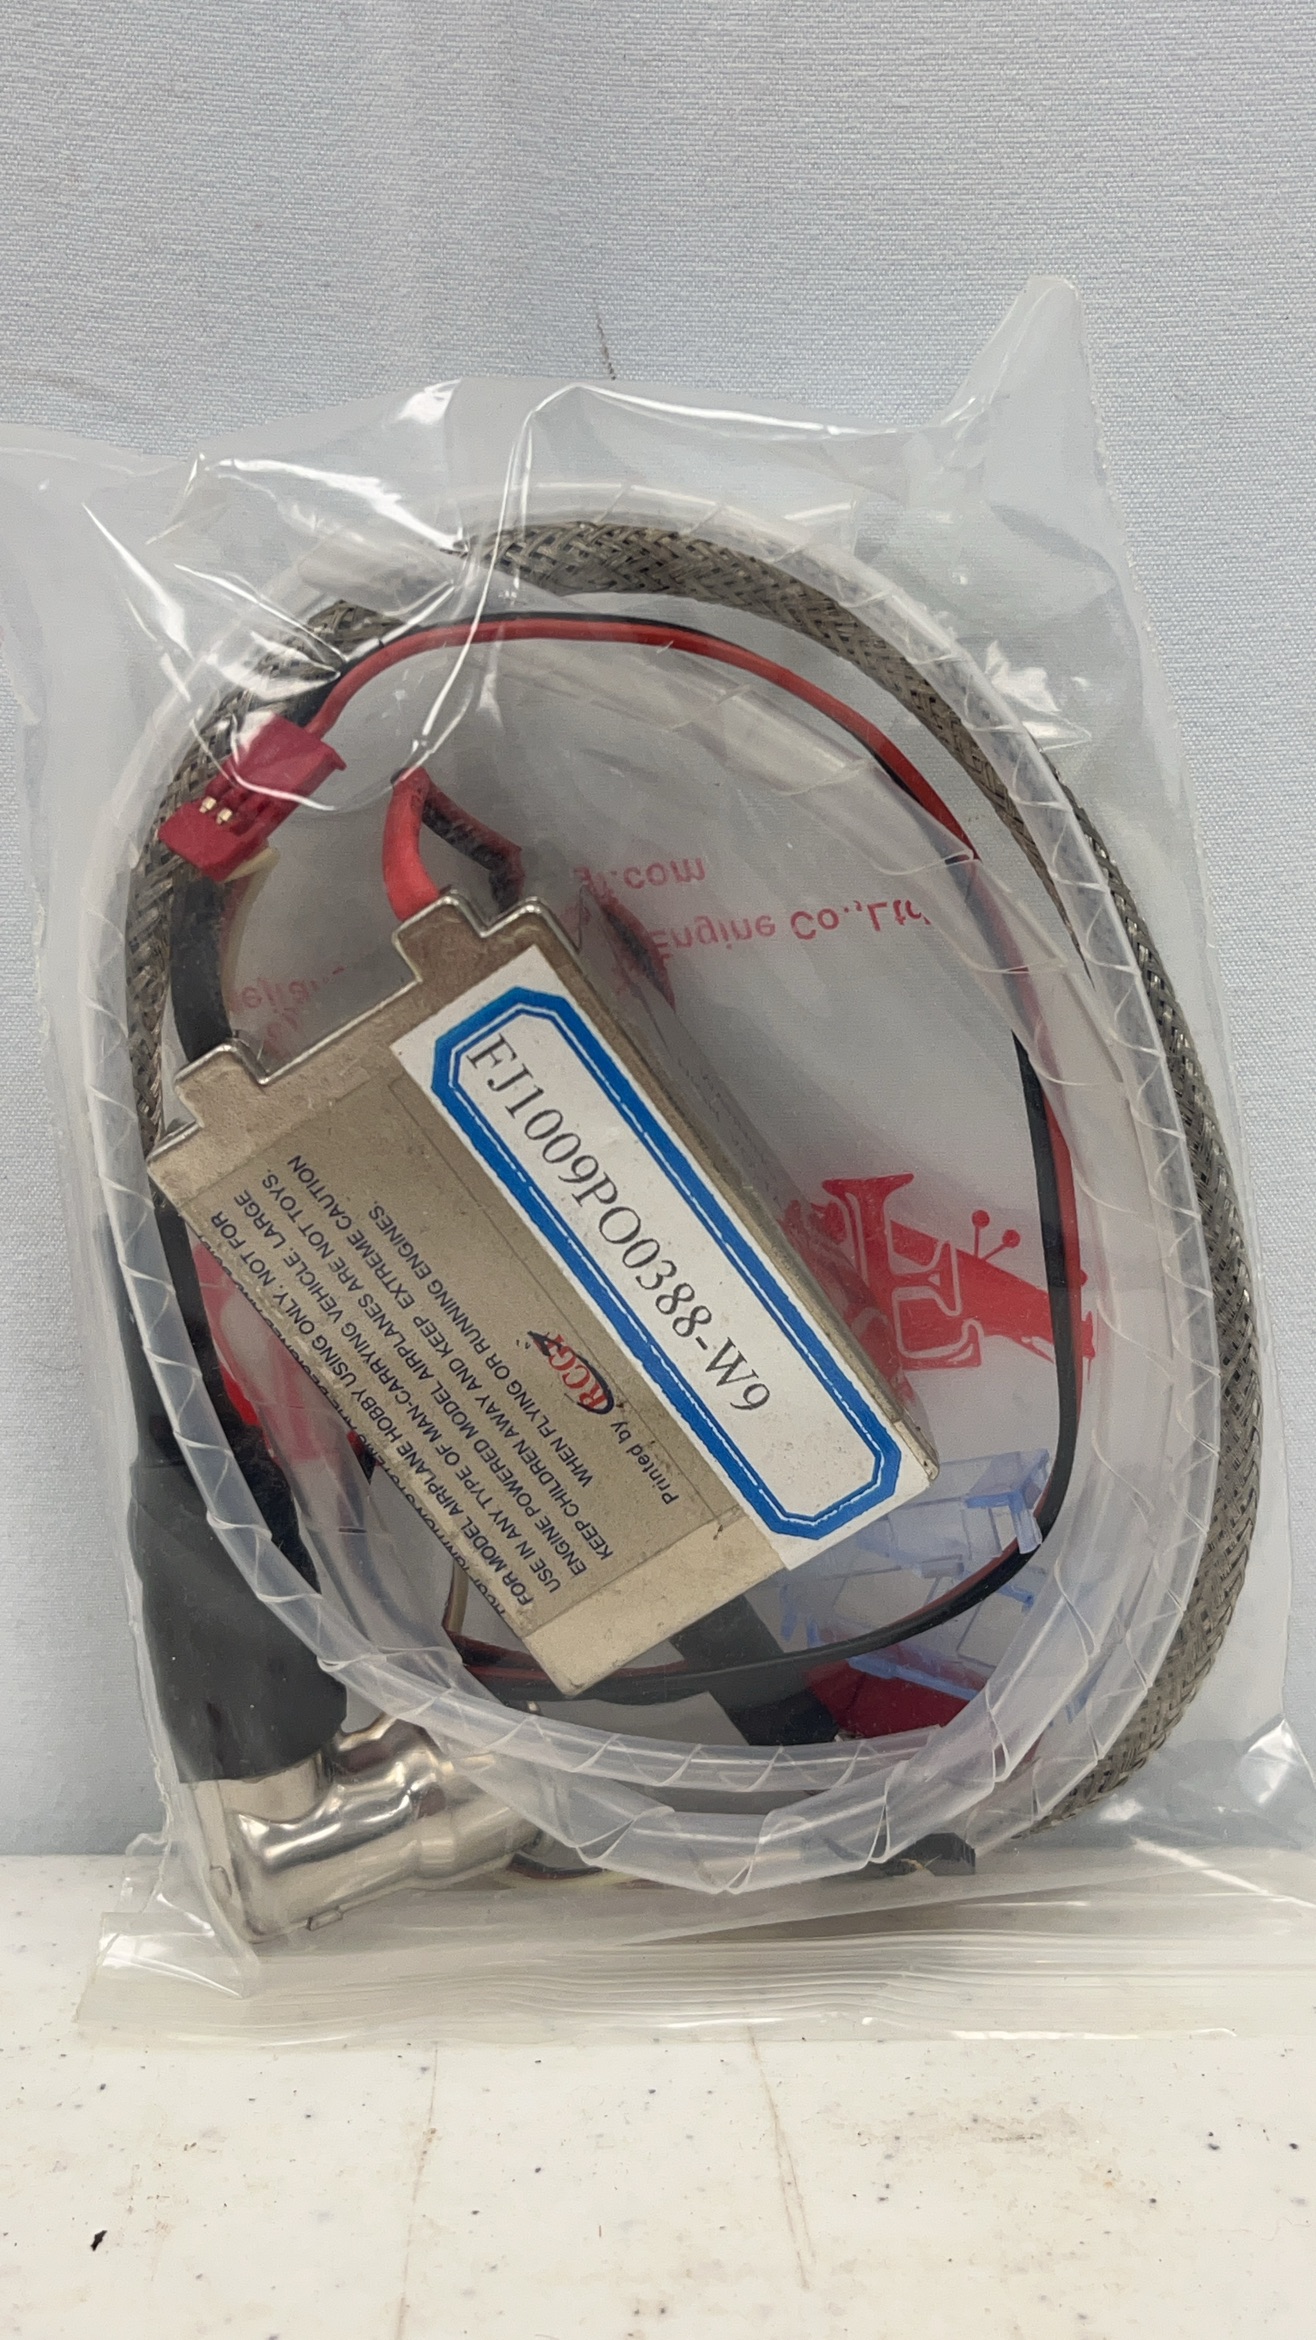 FJ1009PO0388-W9
Printed by RCGF
FOR MODEL AIRPLANE HOBBY USING ONLY. NOT FOR
USE IN ANY TYPE OF MAN-CARRYING VEHICLE. LARGE
ENGINE POWERED MODEL AIRPLANES ARE NOT TOYS.
KEEP CHILDREN AWAY AND KEEP EXTREME CAUTION
WHEN FLYING OR RUNNING ENGINES.
Engine Co.,Ltd
.com